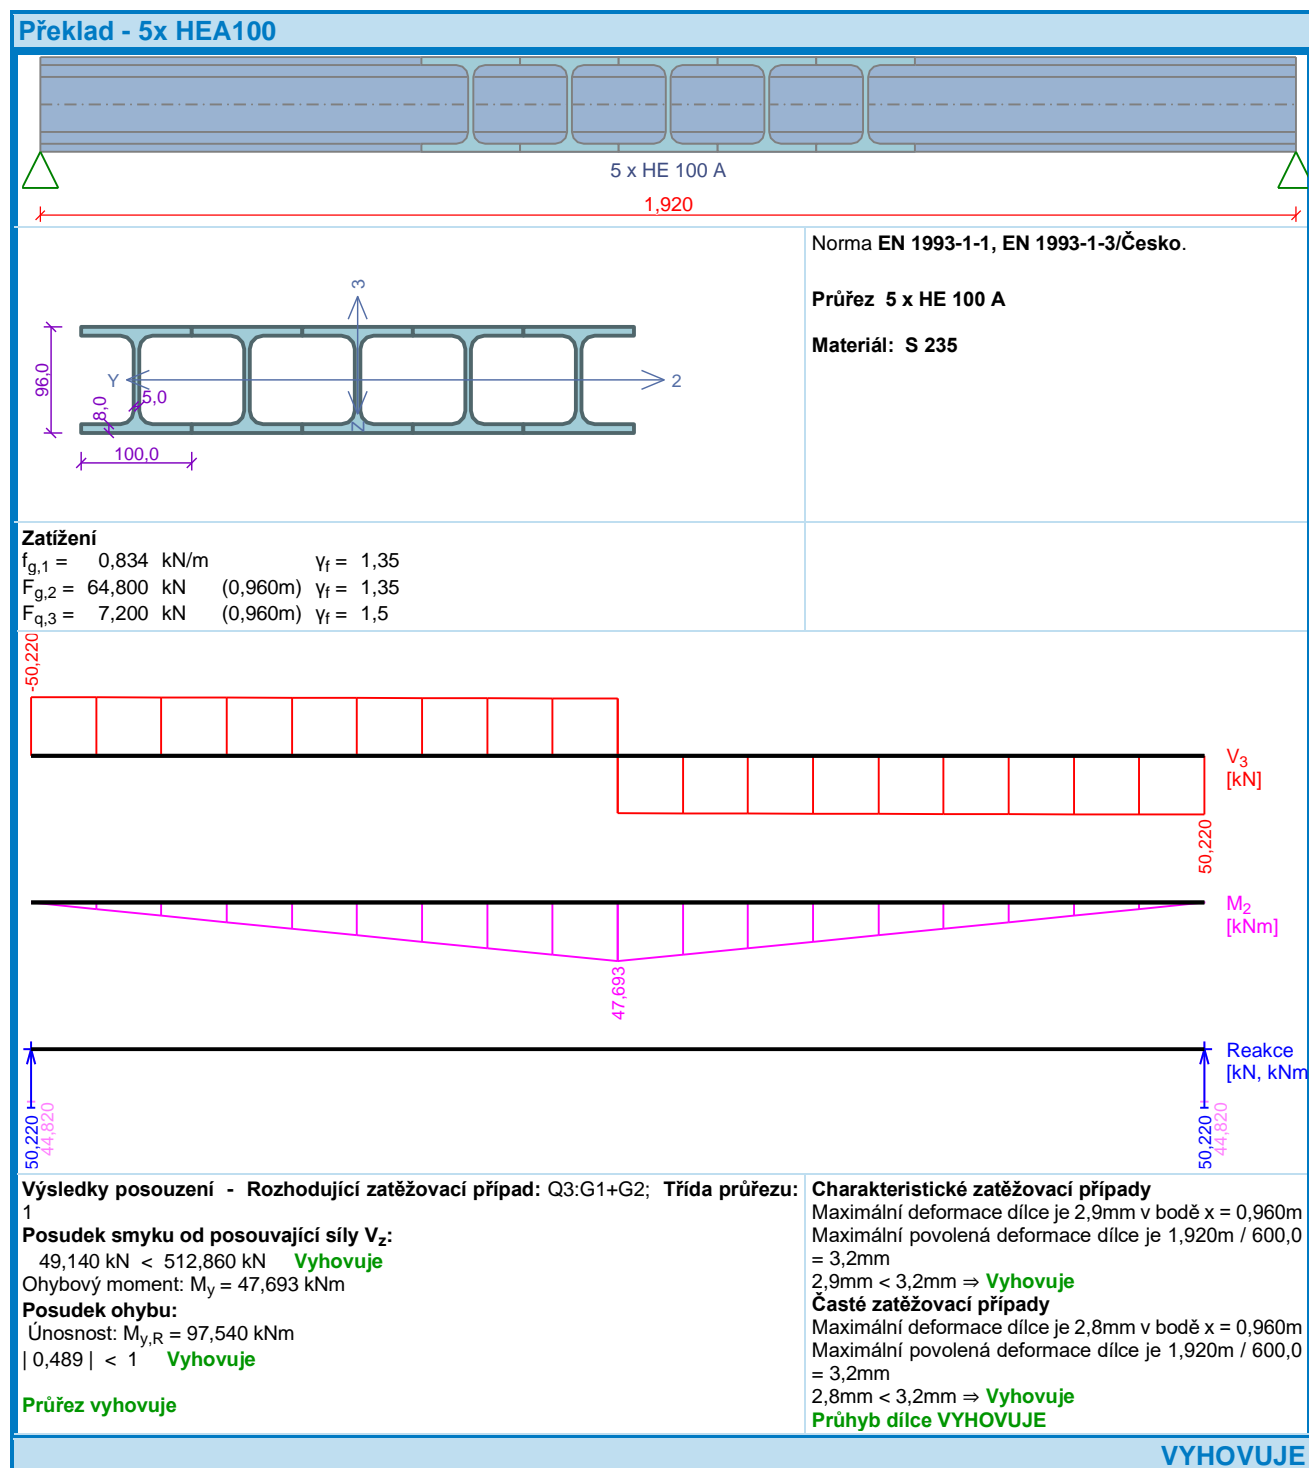 Překlad - 5x HEA100
5 x HE 100 A
1,920
Norma EN 1993-1-1, EN 1993-1-3/Česko.
Průřez 5 x HE 100 A
Materiál: S 235
3
Y
2
Z
96,0
8,0
5,0
100,0
Zatížení
f g,1 = 0,834 kN/m γf = 1,35
F g,2 = 64,800 kN (0,960m) γf = 1,35
F q,3 = 7,200 kN (0,960m) γf = 1,5
-50,220
V3
[kN]
50,220
M2
[kNm]
47,693
Reakce
[kN, kNm
50,220
44,820
50,220
44,820
Výsledky posouzení - Rozhodující zatěžovací případ: Q3:G1+G2; Třída průřezu:
1
Posudek smyku od posouvající síly Vz:
49,140 kN < 512,860 kN Vyhovuje
Ohybový moment: My = 47,693 kNm
Posudek ohybu:
Únosnost: My,R = 97,540 kNm
| 0,489 | < 1 Vyhovuje
Průřez vyhovuje
Charakteristické zatěžovací případy
Maximální deformace dílce je 2,9mm v bodě x = 0,960m
Maximální povolená deformace dílce je 1,920m / 600,0
= 3,2mm
2,9mm < 3,2mm ⇒ Vyhovuje
Časté zatěžovací případy
Maximální deformace dílce je 2,8mm v bodě x = 0,960m
Maximální povolená deformace dílce je 1,920m / 600,0
= 3,2mm
2,8mm < 3,2mm ⇒ Vyhovuje
Průhyb dílce VYHOVUJE
VYHOVUJE